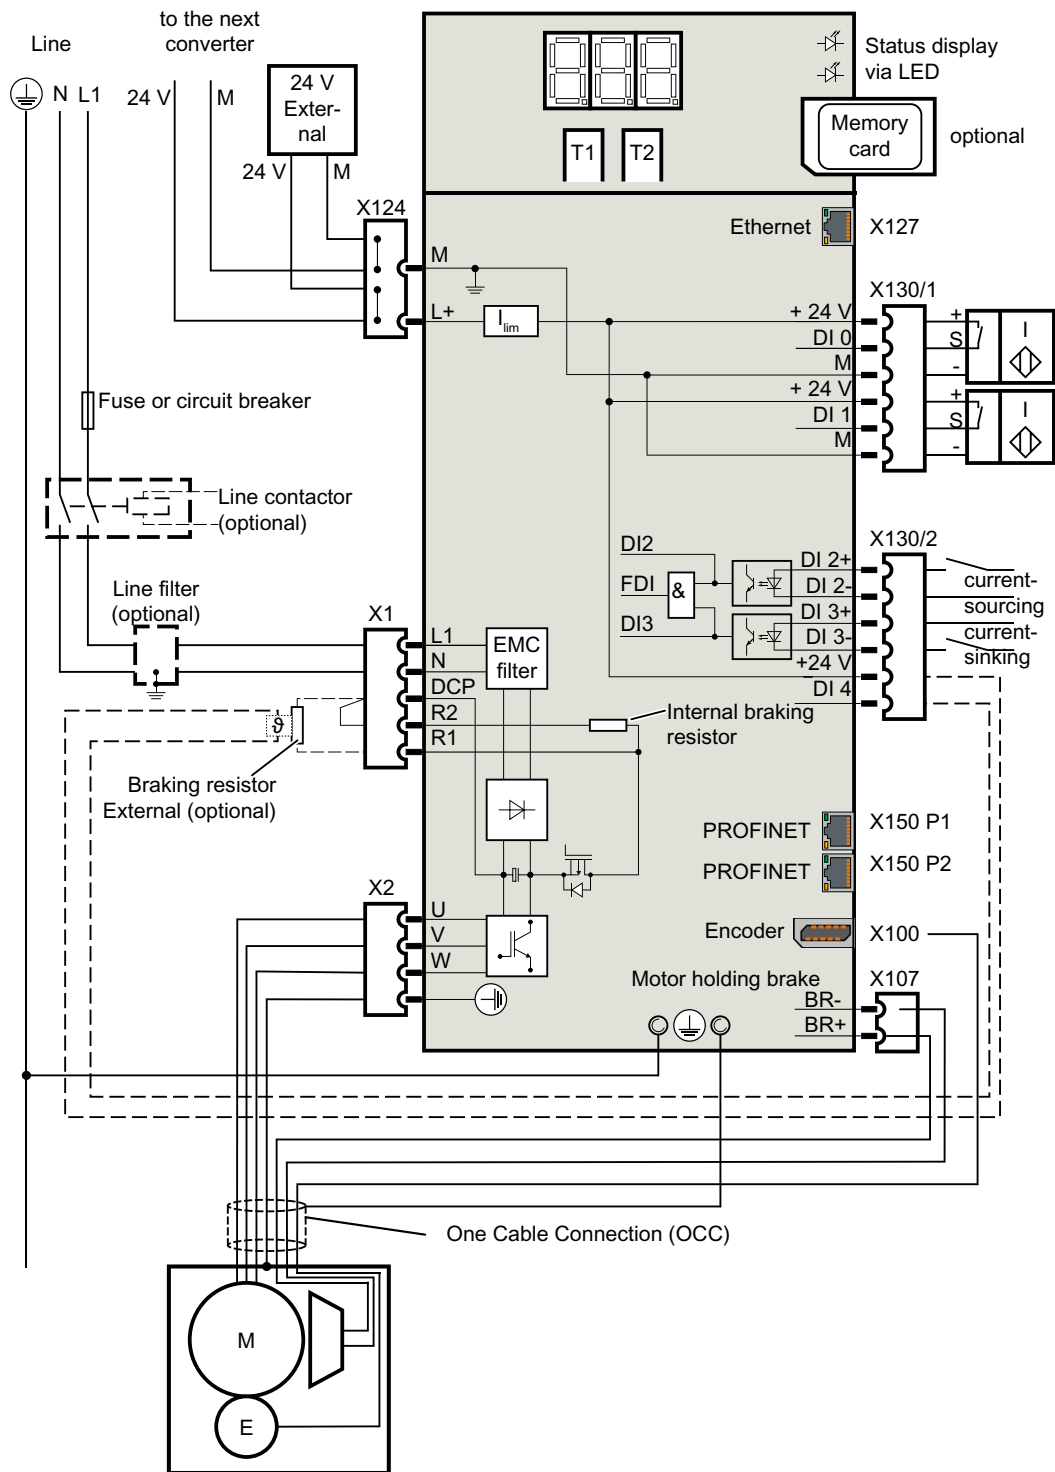 to the next
converter
Line
N
L1
24 V
M
24 V
Exter-
nal
24 V
M
X124
Status display
via LED
T1
T2
Memory
card
optional
Ethernet
X127
M
L+
Ilim
X130/1
+ 24 V
DI 0
M
+ 24 V
DI 1
M
+
S
-
I
+
S
-
I
Fuse or circuit breaker
Line contactor
(optional)
Line filter
(optional)
X1
L1
N
DCP
R2
R1
EMC
filter
X130/2
DI2
FDI
DI3
&
DI 2+
DI 2-
DI 3+
DI 3-
+24 V
DI 4
current-
sourcing
current-
sinking
Internal braking
resistor
ϑ
Braking resistor
External (optional)
PROFINET
X150 P1
PROFINET
X150 P2
X2
U
V
W
Encoder
X100
Motor holding brake
X107
BR-
BR+
One Cable Connection (OCC)
M
E